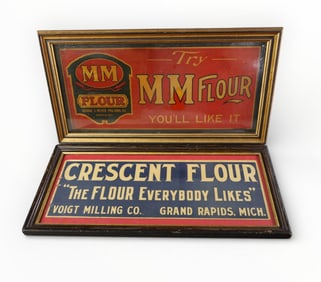 Try
MM
FLOUR
MM FLOUR
YOU'LL LIKE IT
CRESCENT FLOUR
"THE FLOUR EVERYBODY LIKES"
VOIGT MILLING CO. GRAND RAPIDS, MICH.